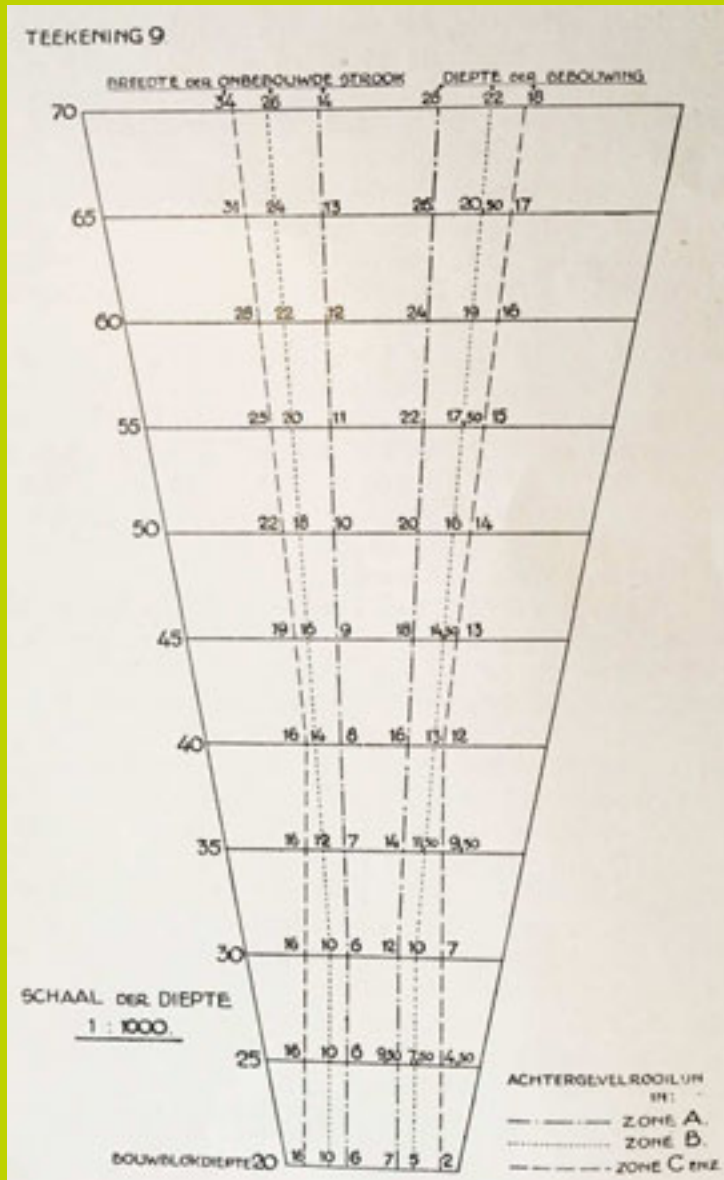 TEEKENING 9
BREEDTE DER ONBEBOUWDE STROOK DIEPTE DER BEBOUWING
70 34 26 14 28 22 18
65 31 24 13 26 20,50 17
60 28 22 12 24 19 16
55 25 20 11 22 17,50 15
50 22 18 10 20 16 14
45 19 16 9 18 14,50 13
40 16 14 8 16 13 12
35 16 12 7 14 11,50 9,50
30 16 10 6 12 10 7
SCHAAL DER DIEPTE
1 : 1000.
25 16 10 6 9,50 7,50 4,50
BOUWBLOKDIEPTE 20 16 10 6 7 5 2
ACHTERGEVELROOILIJN
IN:
ZONE A.
ZONE B.
ZONE C ENZ